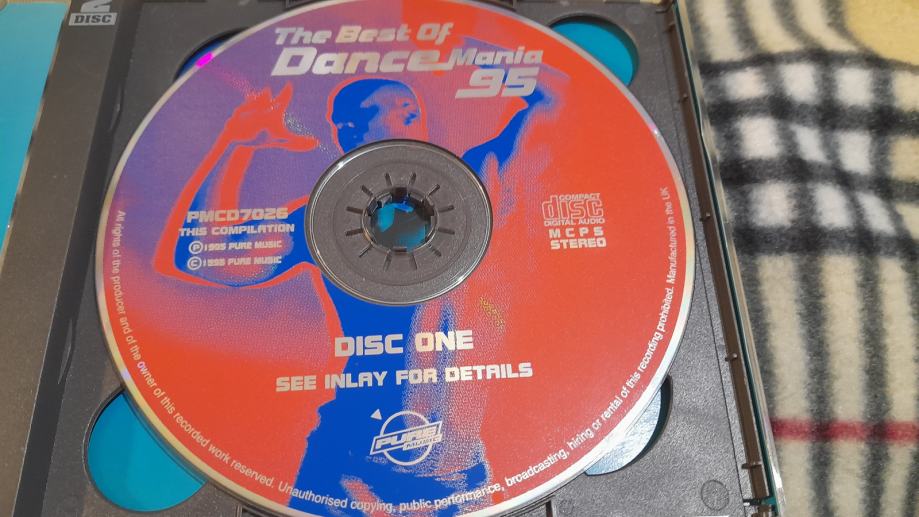 2
DISC
The Best Of
Dance Mania
95
PMCD7026
THIS COMPILATION
℗ 1995 PURE MUSIC
© 1995 PURE MUSIC
COMPACT
disc
DIGITAL AUDIO
MCPS
STEREO
DISC ONE
SEE INLAY FOR DETAILS
PURE
MUSIC
All rights of the producer and of the owner of this recorded work reserved. Unauthorised copying, public performance, broadcasting, hiring or rental of this recording prohibited. Manufactured in the UK